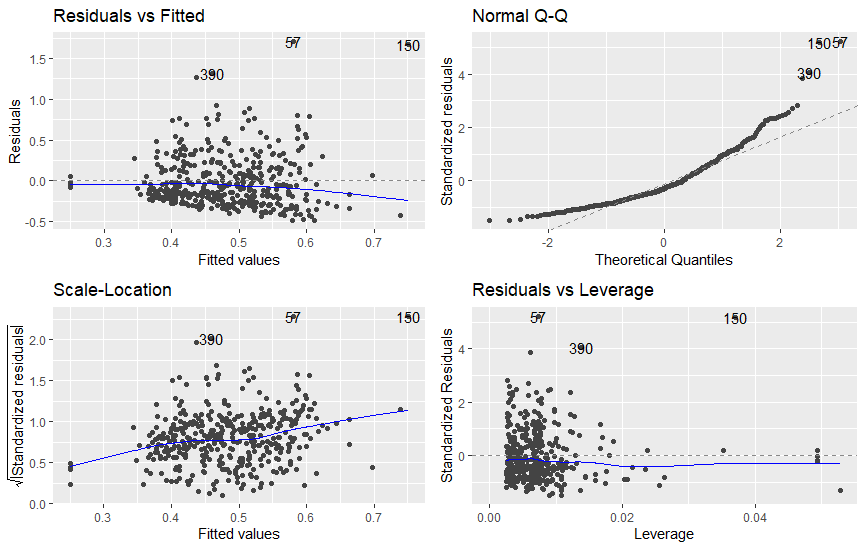 Residuals vs Fitted
Residuals
1.5
1.0
0.5
0.0
-0.5
57
150
390
0.3 0.4 0.5 0.6 0.7
Fitted values
Normal Q-Q
Standardized residuals
4
2
0
150 57
390
-2 0 2
Theoretical Quantiles
Scale-Location
√|Standardized residuals|
2.0
1.5
1.0
0.5
0.0
57
150
390
0.3 0.4 0.5 0.6 0.7
Fitted values
Residuals vs Leverage
Standardized Residuals
4
2
0
57
150
390
0.00 0.02 0.04
Leverage